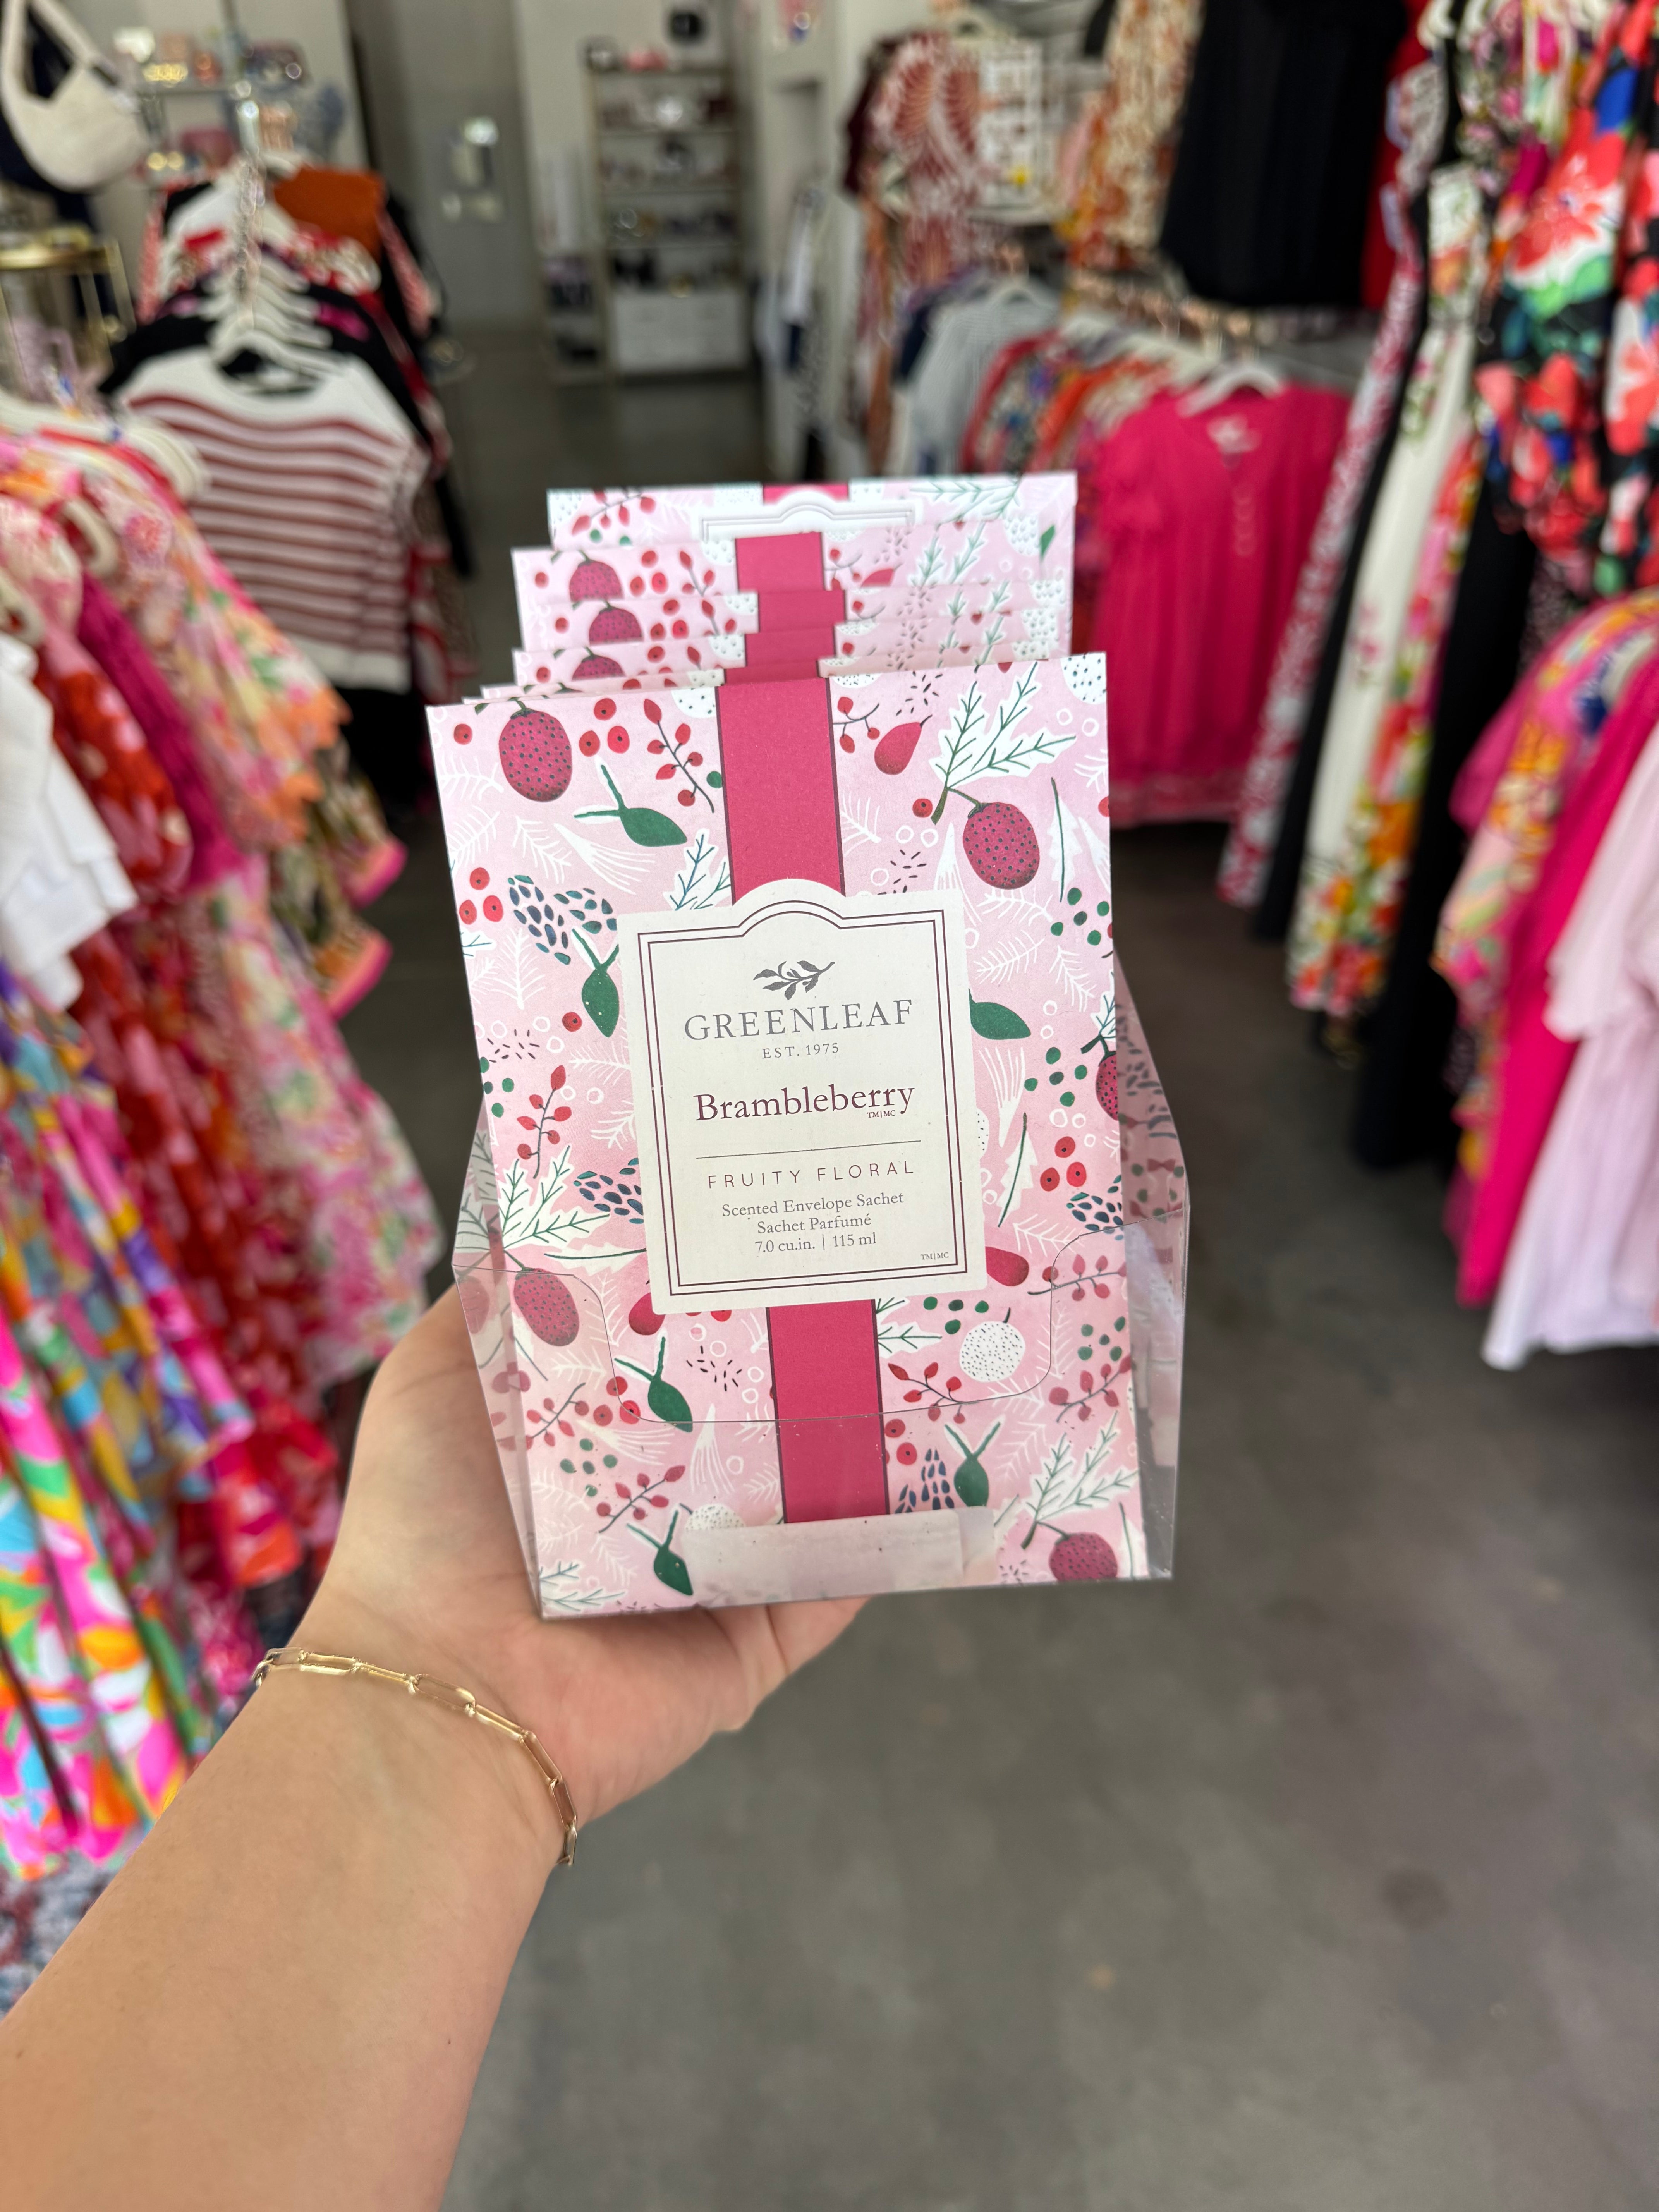 GREENLEAF
EST. 1975
Brambleberry
TM|MC
FRUITY FLORAL
Scented Envelope Sachet
Sachet Parfumé
7.0 cu.in. | 115 ml
TM|MC